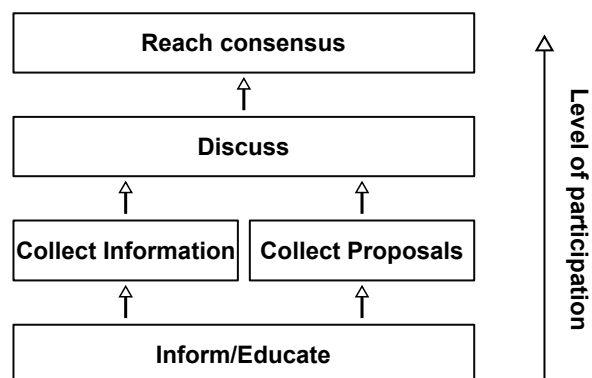 Reach consensus
Discuss
Collect Information
Collect Proposals
Inform/Educate
Level of participation